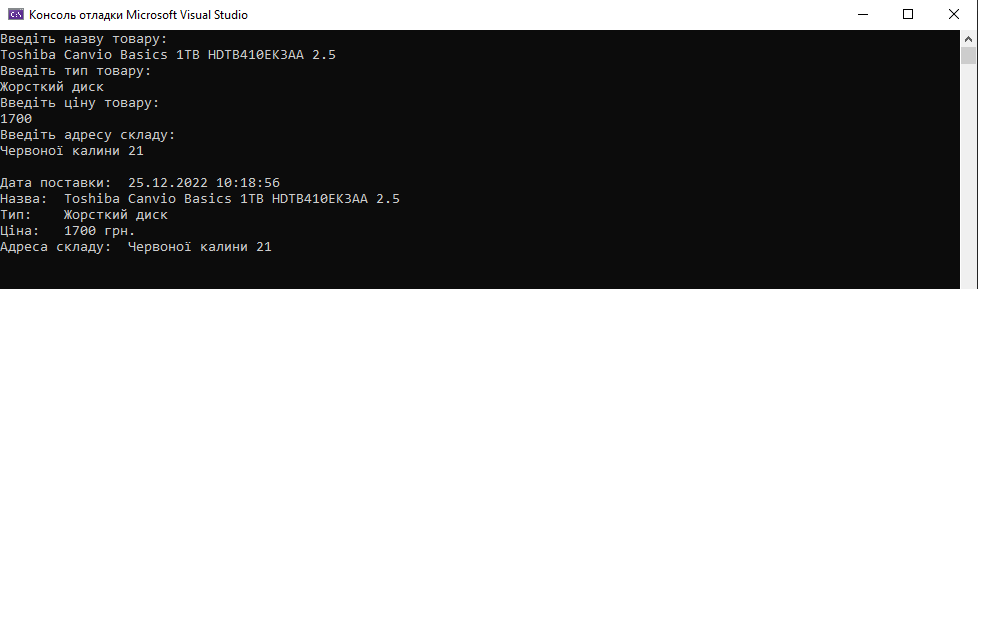 Консоль отладки Microsoft Visual Studio
Введіть назву товару:
Toshiba Canvio Basics 1TB HDTB410EK3AA 2.5
Введіть тип товару:
Жорсткий диск
Введіть ціну товару:
1700
Введіть адресу складу:
Червоної калини 21
Дата поставки: 25.12.2022 10:18:56
Назва: Toshiba Canvio Basics 1TB HDTB410EK3AA 2.5
Тип: Жорсткий диск
Ціна: 1700 грн.
Адреса складу: Червоної калини 21